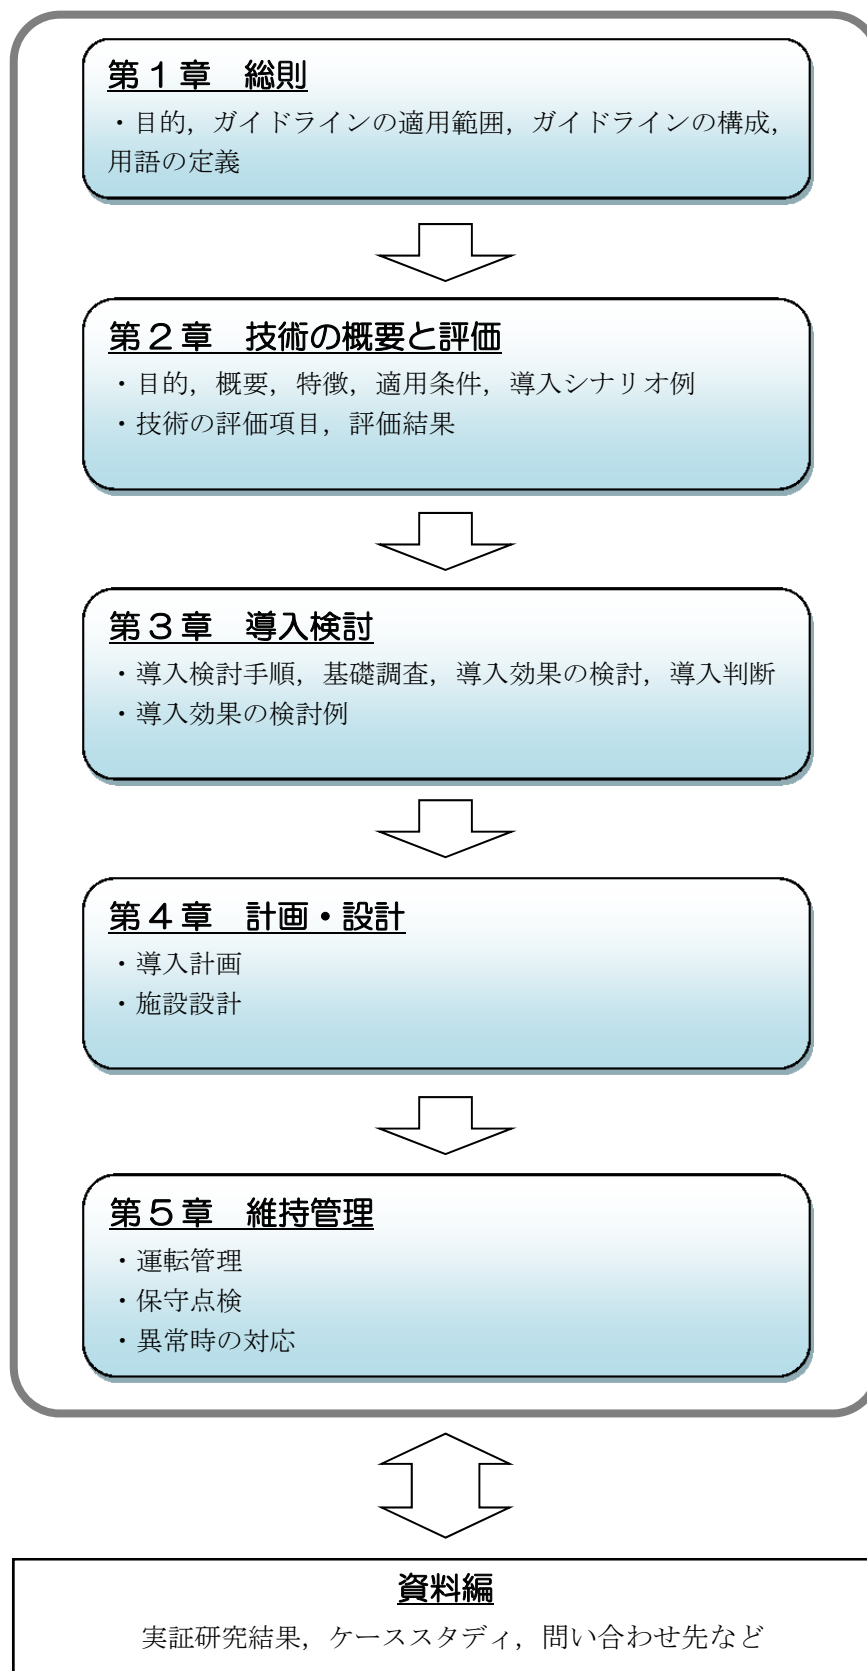 第１章　総則
・目的，ガイドラインの適用範囲，ガイドラインの構成，
用語の定義
第２章　技術の概要と評価
・目的，概要，特徴，適用条件，導入シナリオ例
・技術の評価項目，評価結果
第３章　導入検討
・導入検討手順，基礎調査，導入効果の検討，導入判断
・導入効果の検討例
第４章　計画・設計
・導入計画
・施設設計
第５章　維持管理
・運転管理
・保守点検
・異常時の対応
資料編
実証研究結果，ケーススタディ，問い合わせ先など